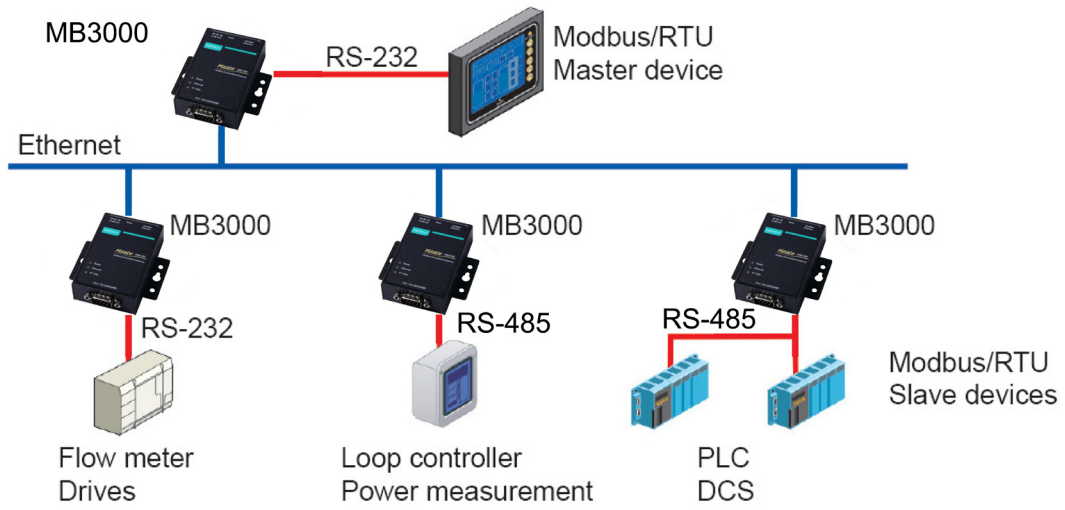 MB3000
RS-232
Modbus/RTU
Master device
Ethernet
MB3000
MB3000
MB3000
RS-232
RS-485
RS-485
Modbus/RTU
Slave devices
Flow meter
Drives
Loop controller
Power measurement
PLC
DCS